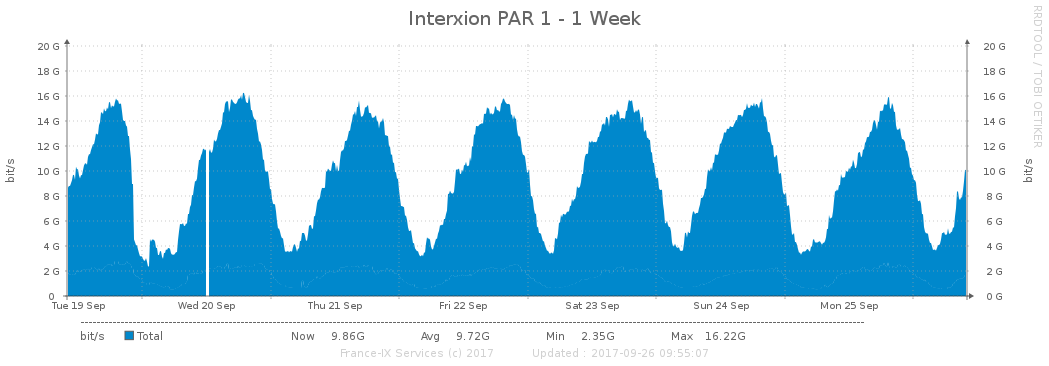 Interxion PAR 1 - 1 Week
RRDTOOL / TOBI OETIKER
bit/s
bit/s
20 G 20 G
18 G 18 G
16 G 16 G
14 G 14 G
12 G 12 G
10 G 10 G
8 G 8 G
6 G 6 G
4 G 4 G
2 G 2 G
0 0 G
Tue 19 Sep Wed 20 Sep Thu 21 Sep Fri 22 Sep Sat 23 Sep Sun 24 Sep Mon 25 Sep
bit/s Total Now 9.86G Avg 9.72G Min 2.35G Max 16.22G
France-IX Services (c) 2017 Updated : 2017-09-26 09:55:07